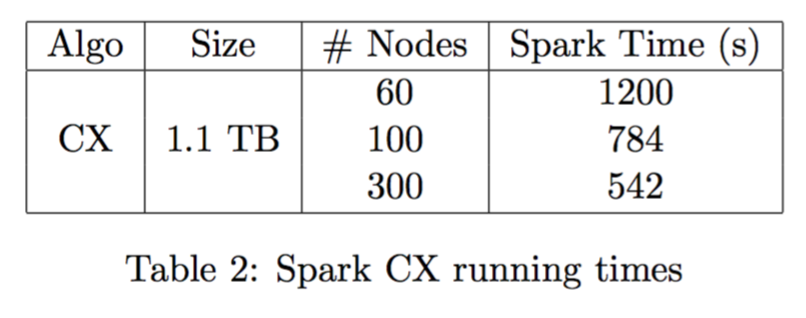 Algo Size # Nodes Spark Time (s)
60 1200
CX 1.1 TB 100 784
300 542
Table 2: Spark CX running times